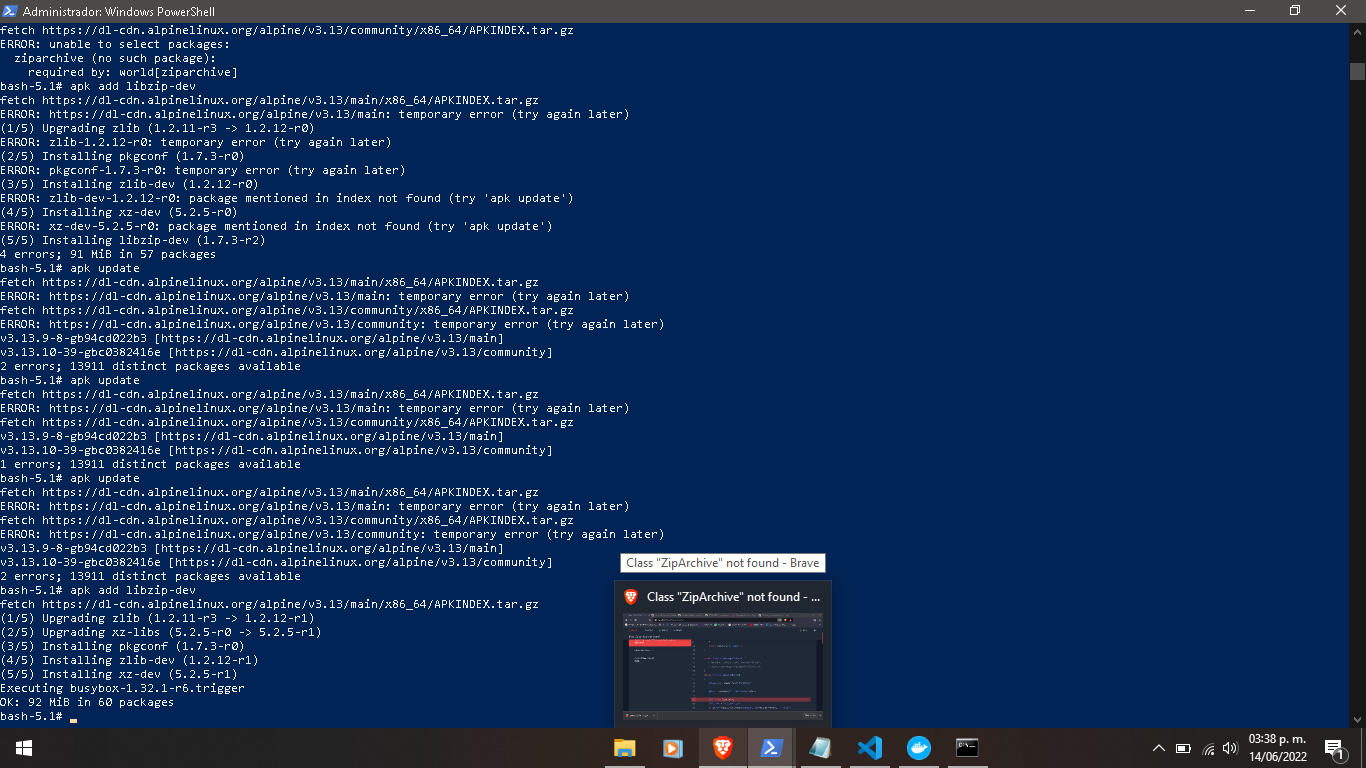 Administrador: Windows PowerShell
fetch https://dl-cdn.alpinelinux.org/alpine/v3.13/community/x86_64/APKINDEX.tar.gz
ERROR: unable to select packages:
  ziparchive (no such package):
    required by: world[ziparchive]
bash-5.1# apk add libzip-dev
fetch https://dl-cdn.alpinelinux.org/alpine/v3.13/main/x86_64/APKINDEX.tar.gz
ERROR: https://dl-cdn.alpinelinux.org/alpine/v3.13/main: temporary error (try again later)
(1/5) Upgrading zlib (1.2.11-r3 -> 1.2.12-r0)
ERROR: zlib-1.2.12-r0: temporary error (try again later)
(2/5) Installing pkgconf (1.7.3-r0)
ERROR: pkgconf-1.7.3-r0: temporary error (try again later)
(3/5) Installing zlib-dev (1.2.12-r0)
ERROR: zlib-dev-1.2.12-r0: package mentioned in index not found (try 'apk update')
(4/5) Installing xz-dev (5.2.5-r0)
ERROR: xz-dev-5.2.5-r0: package mentioned in index not found (try 'apk update')
(5/5) Installing libzip-dev (1.7.3-r2)
4 errors; 91 MiB in 57 packages
bash-5.1# apk update
fetch https://dl-cdn.alpinelinux.org/alpine/v3.13/main/x86_64/APKINDEX.tar.gz
ERROR: https://dl-cdn.alpinelinux.org/alpine/v3.13/main: temporary error (try again later)
fetch https://dl-cdn.alpinelinux.org/alpine/v3.13/community/x86_64/APKINDEX.tar.gz
ERROR: https://dl-cdn.alpinelinux.org/alpine/v3.13/community: temporary error (try again later)
v3.13.9-8-gb94cd022b3 [https://dl-cdn.alpinelinux.org/alpine/v3.13/main]
v3.13.10-39-gbc0382416e [https://dl-cdn.alpinelinux.org/alpine/v3.13/community]
2 errors; 13911 distinct packages available
bash-5.1# apk update
fetch https://dl-cdn.alpinelinux.org/alpine/v3.13/main/x86_64/APKINDEX.tar.gz
ERROR: https://dl-cdn.alpinelinux.org/alpine/v3.13/main: temporary error (try again later)
fetch https://dl-cdn.alpinelinux.org/alpine/v3.13/community/x86_64/APKINDEX.tar.gz
v3.13.9-8-gb94cd022b3 [https://dl-cdn.alpinelinux.org/alpine/v3.13/main]
v3.13.10-39-gbc0382416e [https://dl-cdn.alpinelinux.org/alpine/v3.13/community]
1 errors; 13911 distinct packages available
bash-5.1# apk update
fetch https://dl-cdn.alpinelinux.org/alpine/v3.13/main/x86_64/APKINDEX.tar.gz
ERROR: https://dl-cdn.alpinelinux.org/alpine/v3.13/main: temporary error (try again later)
fetch https://dl-cdn.alpinelinux.org/alpine/v3.13/community/x86_64/APKINDEX.tar.gz
ERROR: https://dl-cdn.alpinelinux.org/alpine/v3.13/community: temporary error (try again later)
v3.13.9-8-gb94cd022b3 [https://dl-cdn.alpinelinux.org/alpine/v3.13/main]
v3.13.10-39-gbc0382416e [https://dl-cdn.alpinelinux.org/alpine/v3.13/community]
2 errors; 13911 distinct packages available
bash-5.1# apk add libzip-dev
fetch https://dl-cdn.alpinelinux.org/alpine/v3.13/main/x86_64/APKINDEX.tar.gz
(1/5) Upgrading zlib (1.2.11-r3 -> 1.2.12-r1)
(2/5) Upgrading xz-libs (5.2.5-r0 -> 5.2.5-r1)
(3/5) Installing pkgconf (1.7.3-r0)
(4/5) Installing zlib-dev (1.2.12-r1)
(5/5) Installing xz-dev (5.2.5-r1)
Executing busybox-1.32.1-r6.trigger
OK: 92 MiB in 60 packages
bash-5.1#
Class "ZipArchive" not found - Brave
Class "ZipArchive" not found - ...
03:38 p. m.
14/06/2022
1